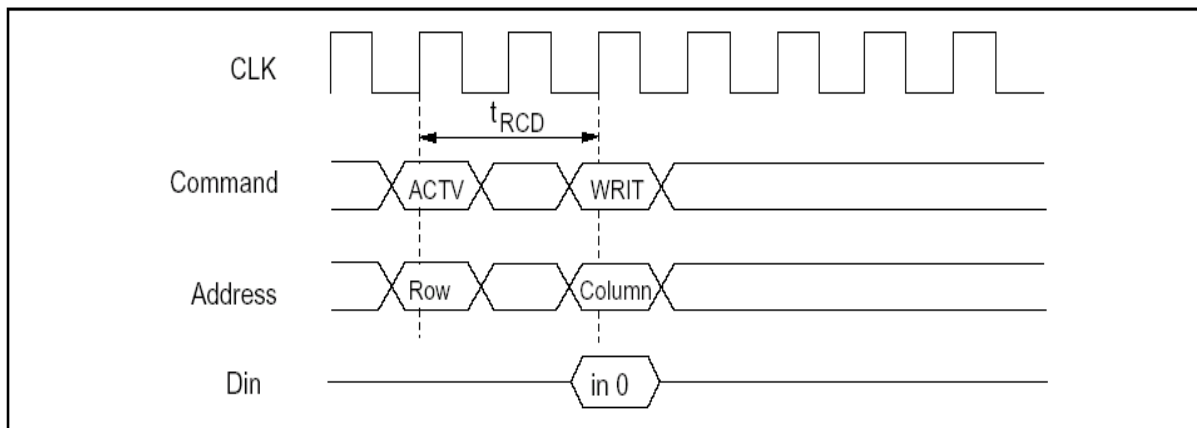 CLK
tRCD
Command ACTV WRIT
Address Row Column
Din in 0